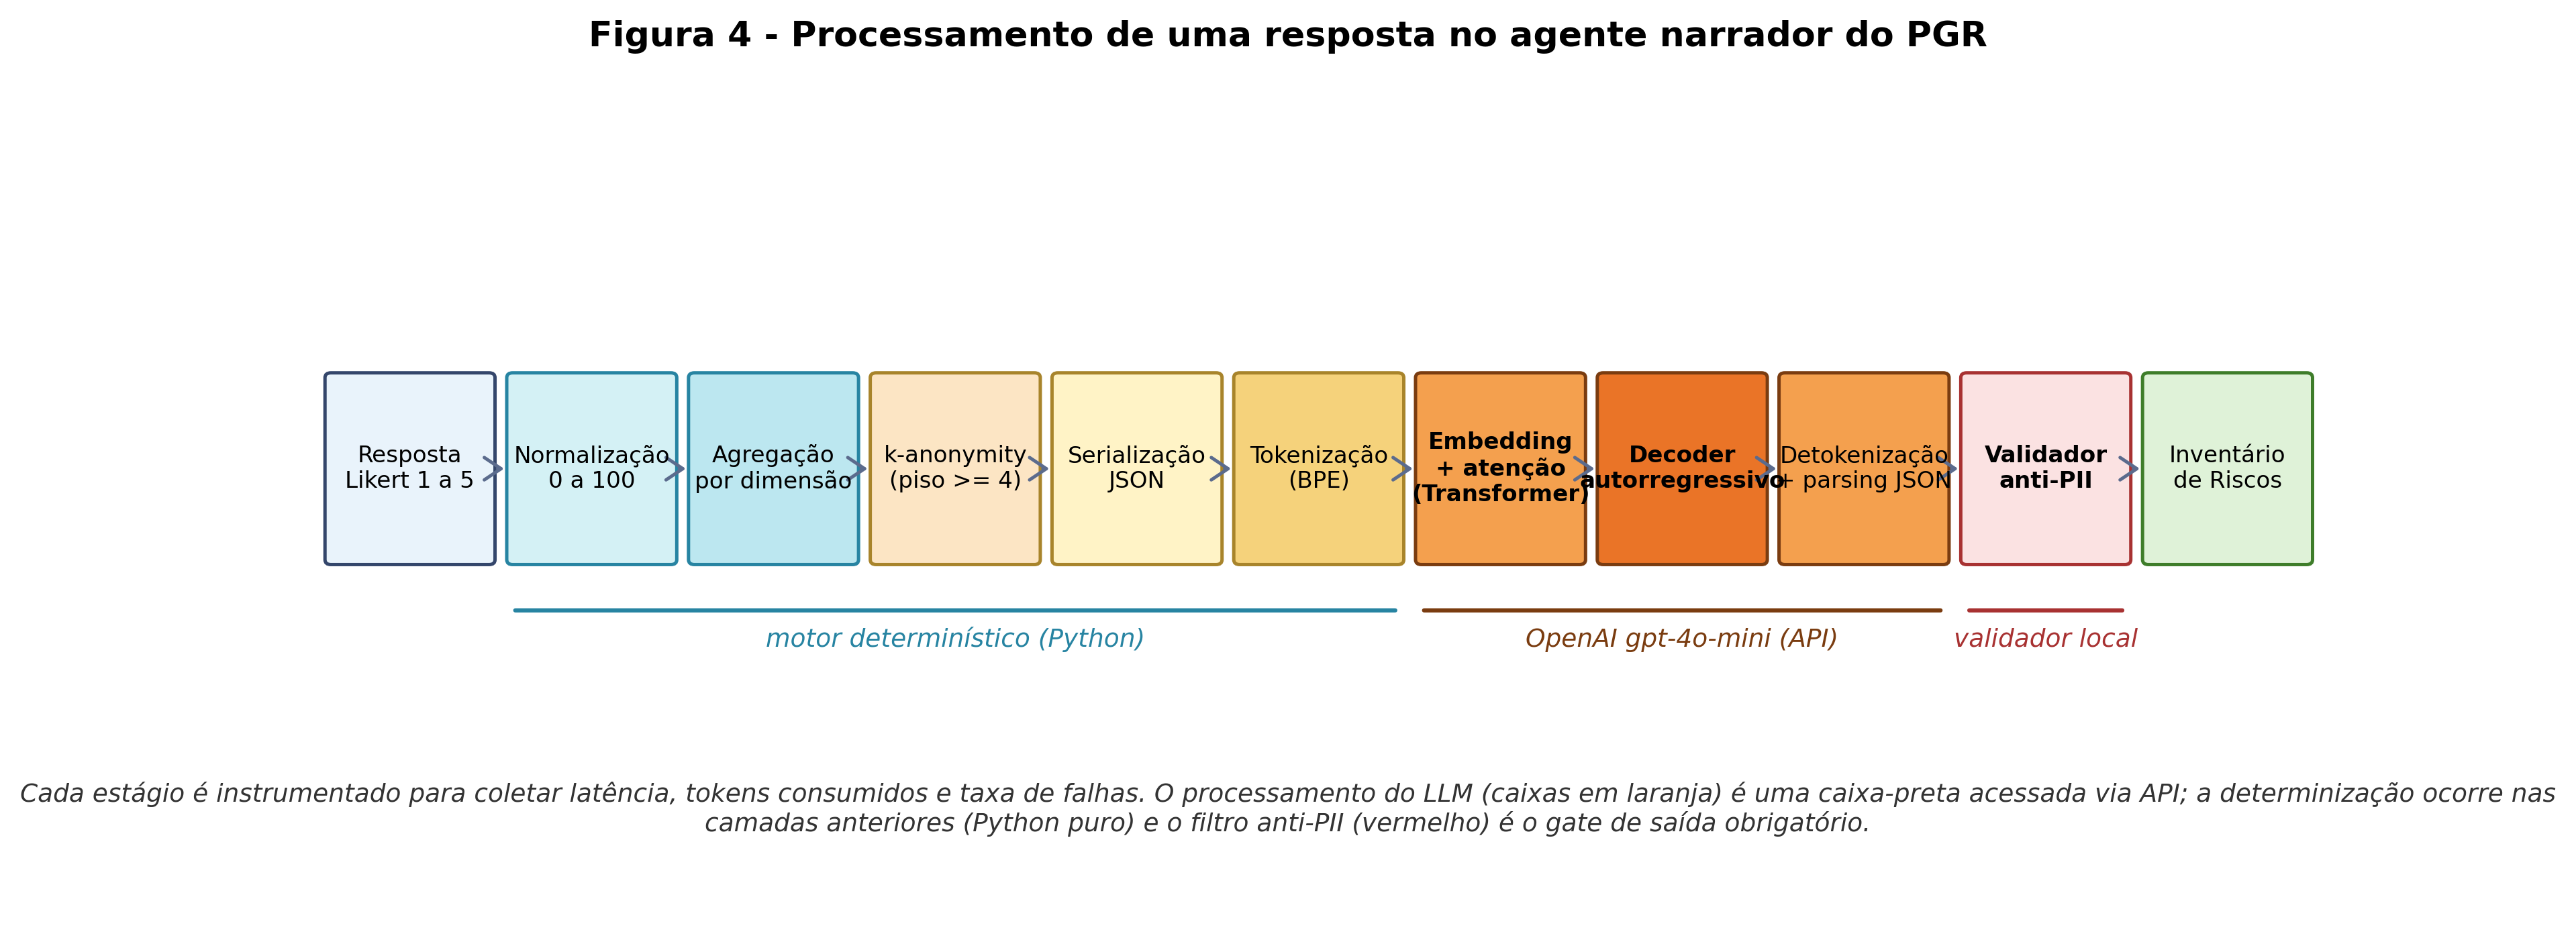 Figura 4 - Processamento de uma resposta no agente narrador do PGR
Resposta
Likert 1 a 5
Normalização
0 a 100
Agregação
por dimensão
k-anonymity
(piso >= 4)
Serialização
JSON
Tokenização
(BPE)
Embedding
+ atenção
(Transformer)
Decoder
autorregressivo
Detokenização
+ parsing JSON
Validador
anti-PII
Inventário
de Riscos
motor determinístico (Python)
OpenAI gpt-4o-mini (API)
validador local
Cada estágio é instrumentado para coletar latência, tokens consumidos e taxa de falhas. O processamento do LLM (caixas em laranja) é uma caixa-preta acessada via API; a determinização ocorre nas
camadas anteriores (Python puro) e o filtro anti-PII (vermelho) é o gate de saída obrigatório.